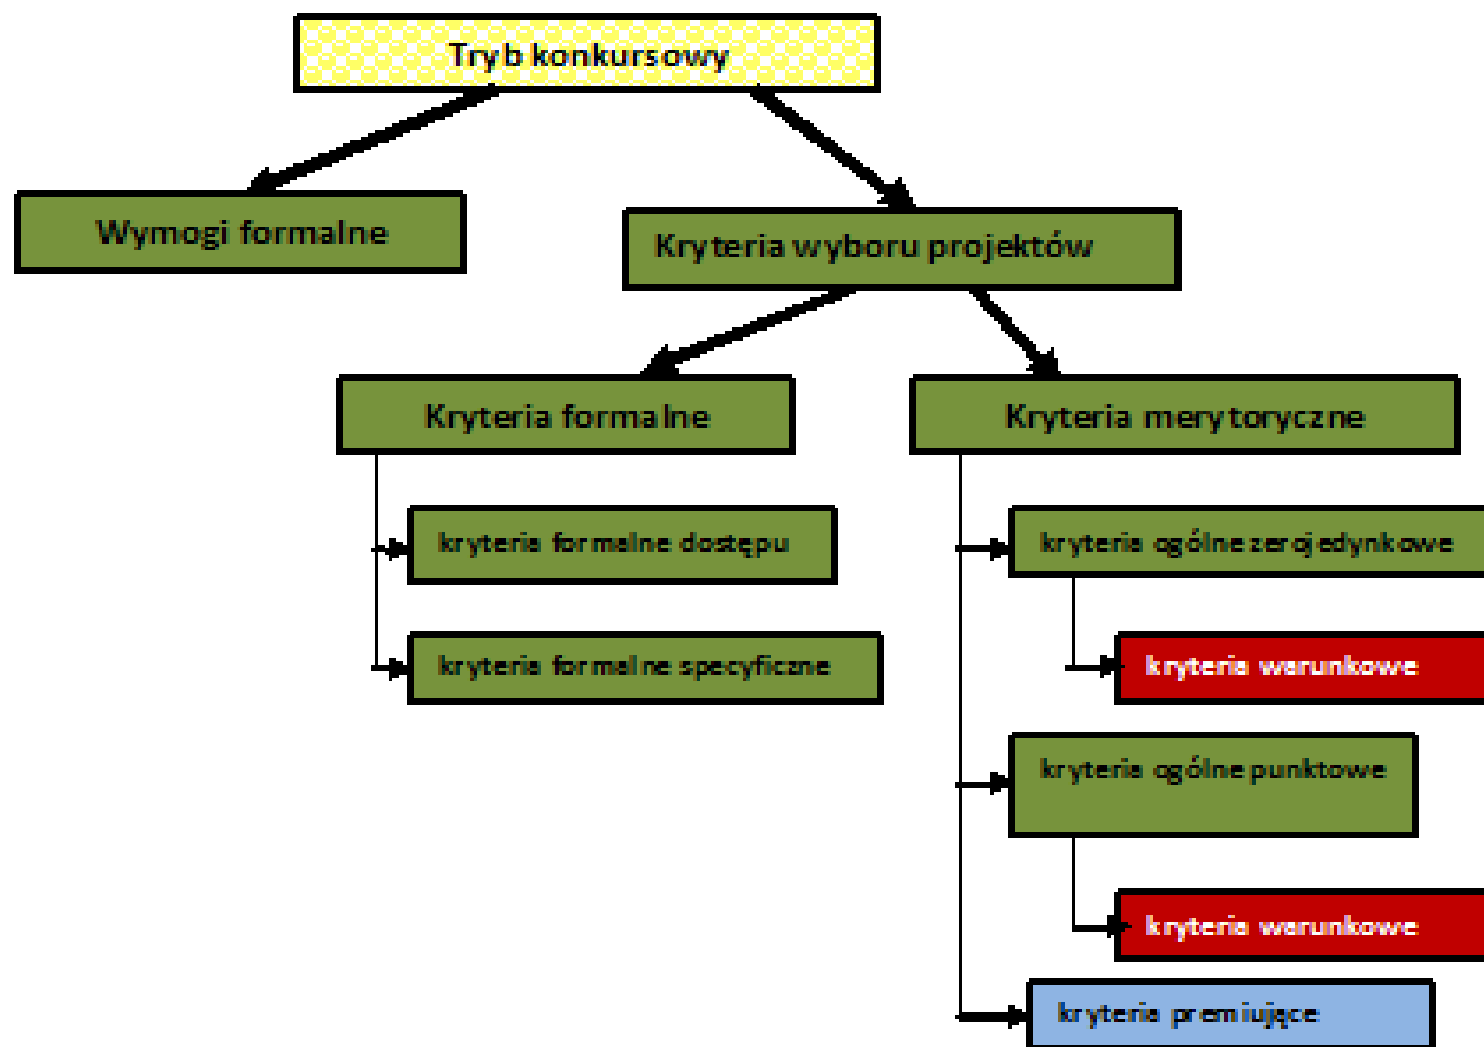 Tryb konkursowy
Wymogi formalne
Kryteria wyboru projektów
Kryteria formalne
Kryteria merytoryczne
kryteria formalne dostępu
kryteria ogólne zerojedynkowe
kryteria formalne specyficzne
kryteria warunkowe
kryteria ogólne punktowe
kryteria warunkowe
kryteria premiujące